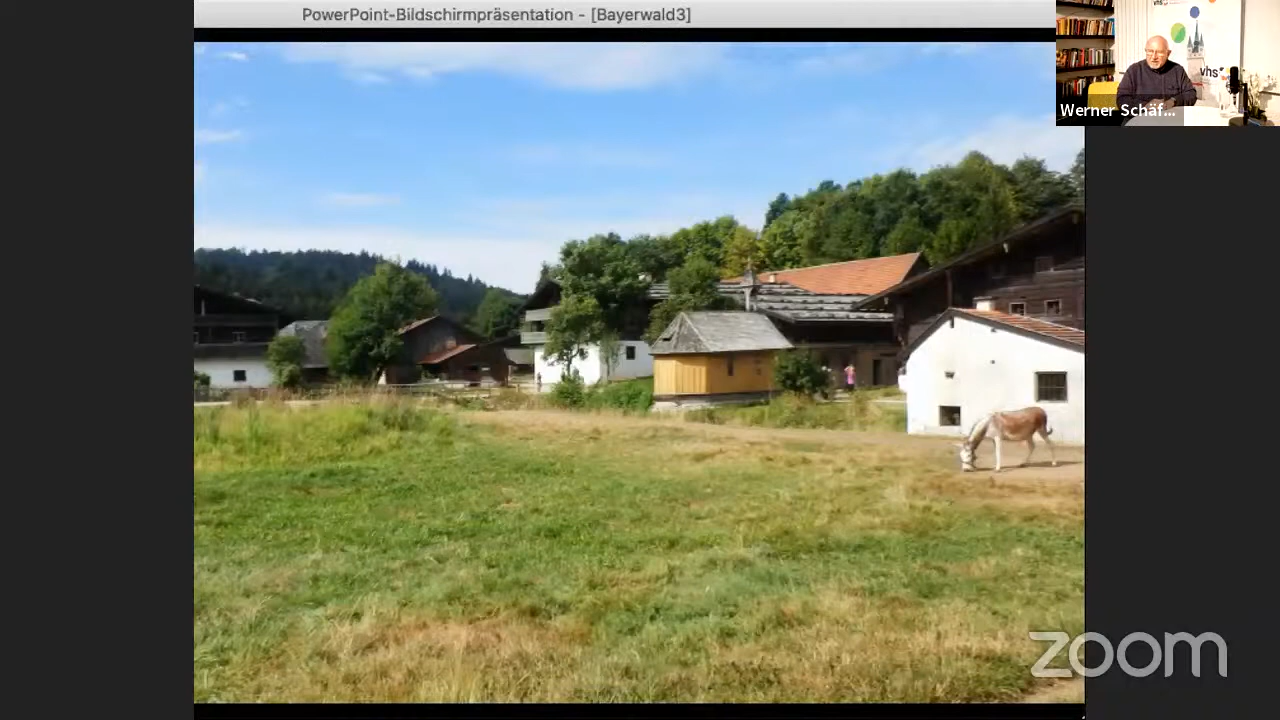 PowerPoint-Bildschirmpräsentation - [Bayerwald3]
vhs
Werner Schäf...
zoom